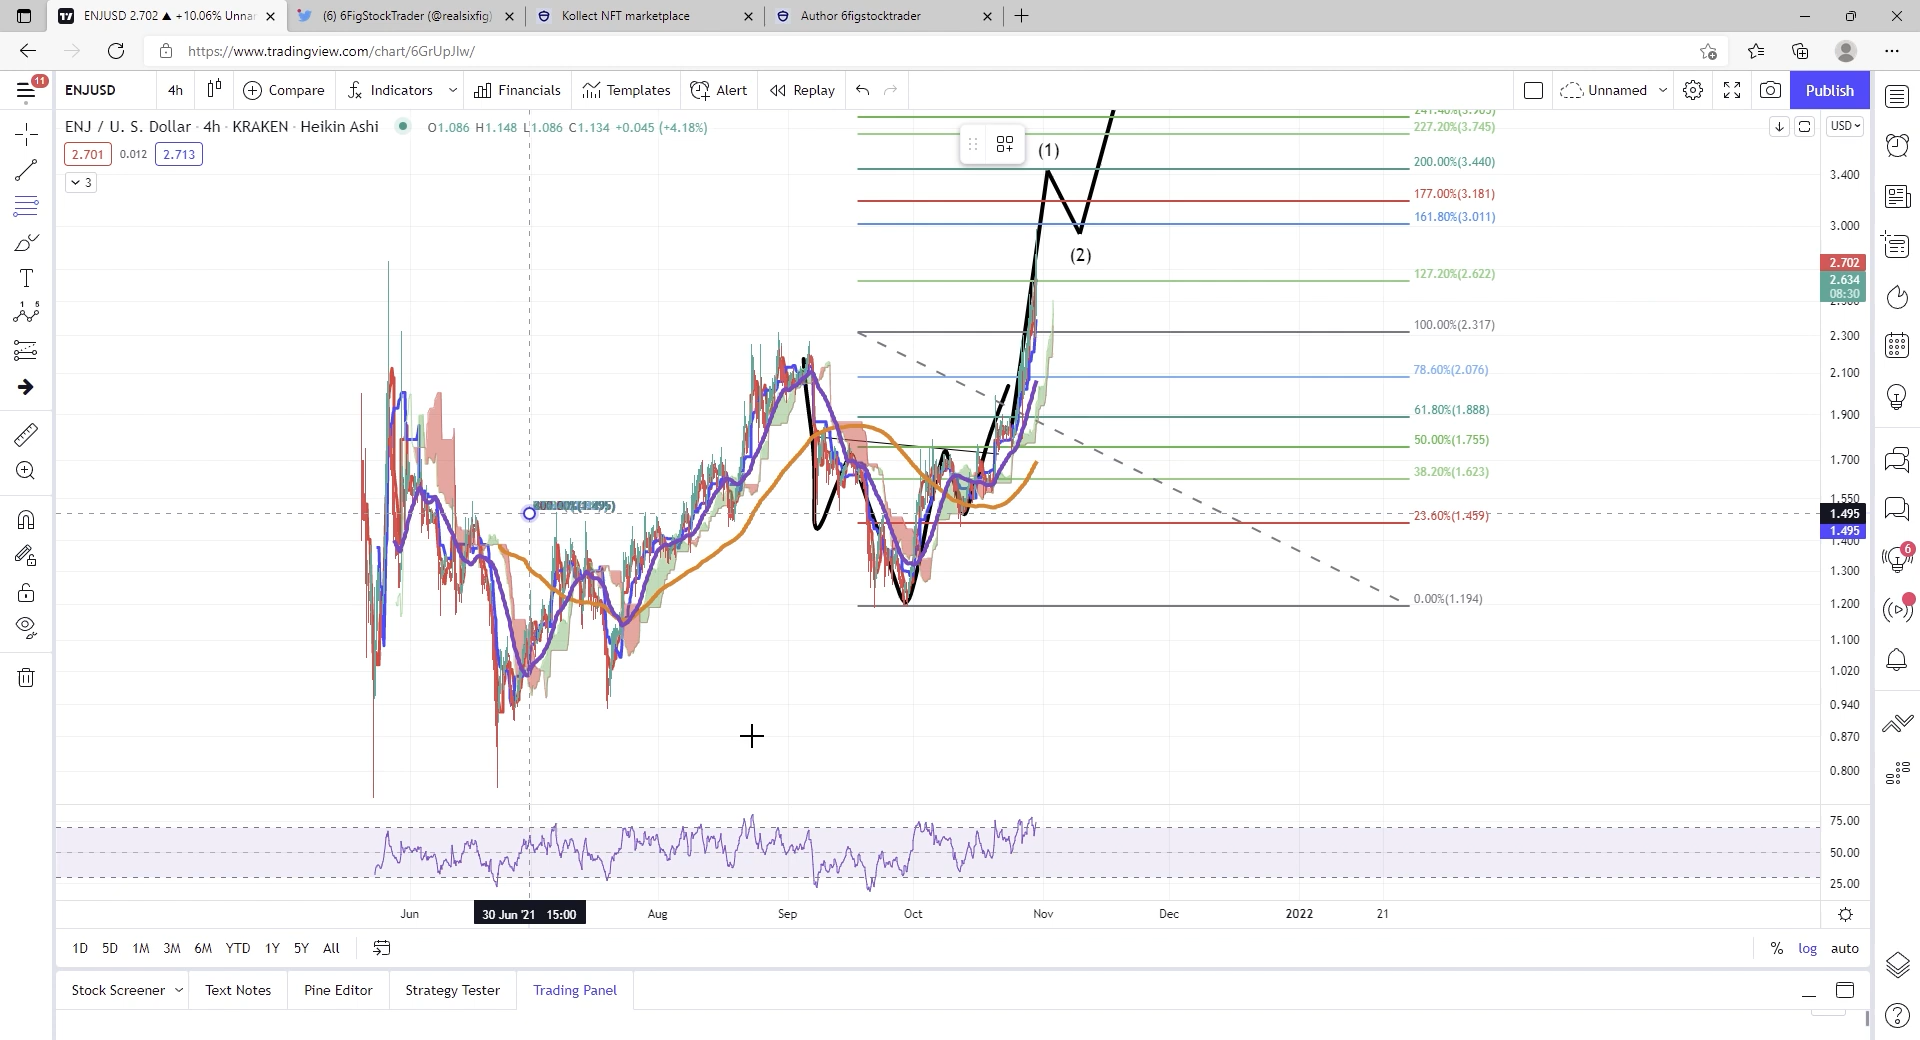 ENJUSD 2.702 ▲ +10.06% Unna
(6) 6FigStockTrader (@realsixfig)
Kollect NFT marketplace
Author 6figstocktrader
https://www.tradingview.com/chart/6GrUpJIw/
11
ENJUSD
4h
Compare
Indicators
Financials
Templates
Alert
Replay
Unnamed
Publish
ENJ / U. S. Dollar · 4h · KRAKEN · Heikin Ashi
O1.086 H1.148 L1.086 C1.134 +0.045 (+4.18%)
USD
2.701
0.012
2.713
3
227.20%(3.745)
(1)
200.00%(3.440)
3.400
177.00%(3.181)
161.80%(3.011)
3.000
(2)
2.702
127.20%(2.622)
2.634
08:30
100.00%(2.317)
2.300
78.60%(2.076)
2.100
61.80%(1.888)
1.900
50.00%(1.755)
1.700
38.20%(1.623)
1.550
23.60%(1.459)
1.495
1.495
1.400
1.300
0.00%(1.194)
1.200
1.100
1.020
0.940
0.870
0.800
6
75.00
50.00
25.00
Jun
30 Jun '21 15:00
Aug
Sep
Oct
Nov
Dec
2022
21
1D
5D
1M
3M
6M
YTD
1Y
5Y
All
%
log
auto
Stock Screener
Text Notes
Pine Editor
Strategy Tester
Trading Panel